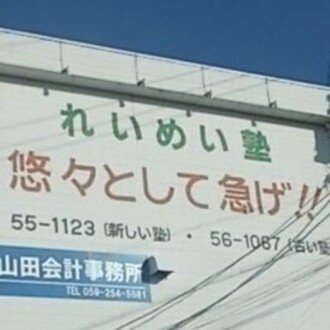 れいめい塾
悠々として急げ!!
55-1123(新しい塾)・56-1067(古い塾
山田会計事務所
TEL 059-254-5581